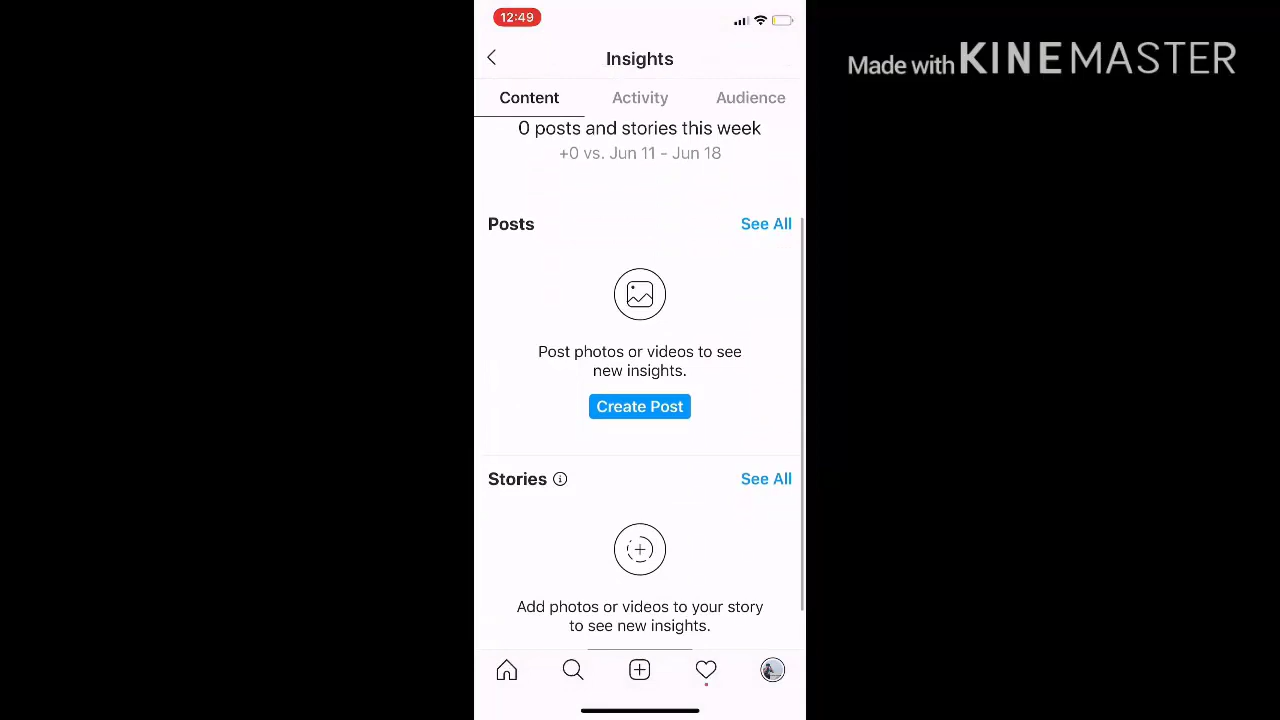 12:49
Made with KINEMASTER
Insights
Content Activity Audience
0 posts and stories this week
+0 vs. Jun 11 - Jun 18
Posts See All
Post photos or videos to see
new insights.
Create Post
Stories See All
Add photos or videos to your story
to see new insights.